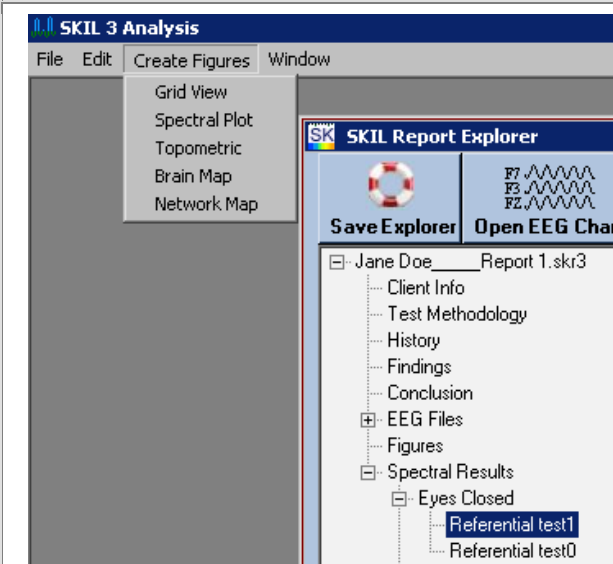 SKIL 3 Analysis
File Edit Create Figures Window
Grid View
Spectral Plot
Topometric
Brain Map
Network Map
SK SKIL Report Explorer
F7
F3
FZ
Save Explorer Open EEG Cha
Jane Doe_____Report 1.skr3
Client Info
Test Methodology
History
Findings
Conclusion
EEG Files
Figures
Spectral Results
Eyes Closed
Referential test1
Referential test0